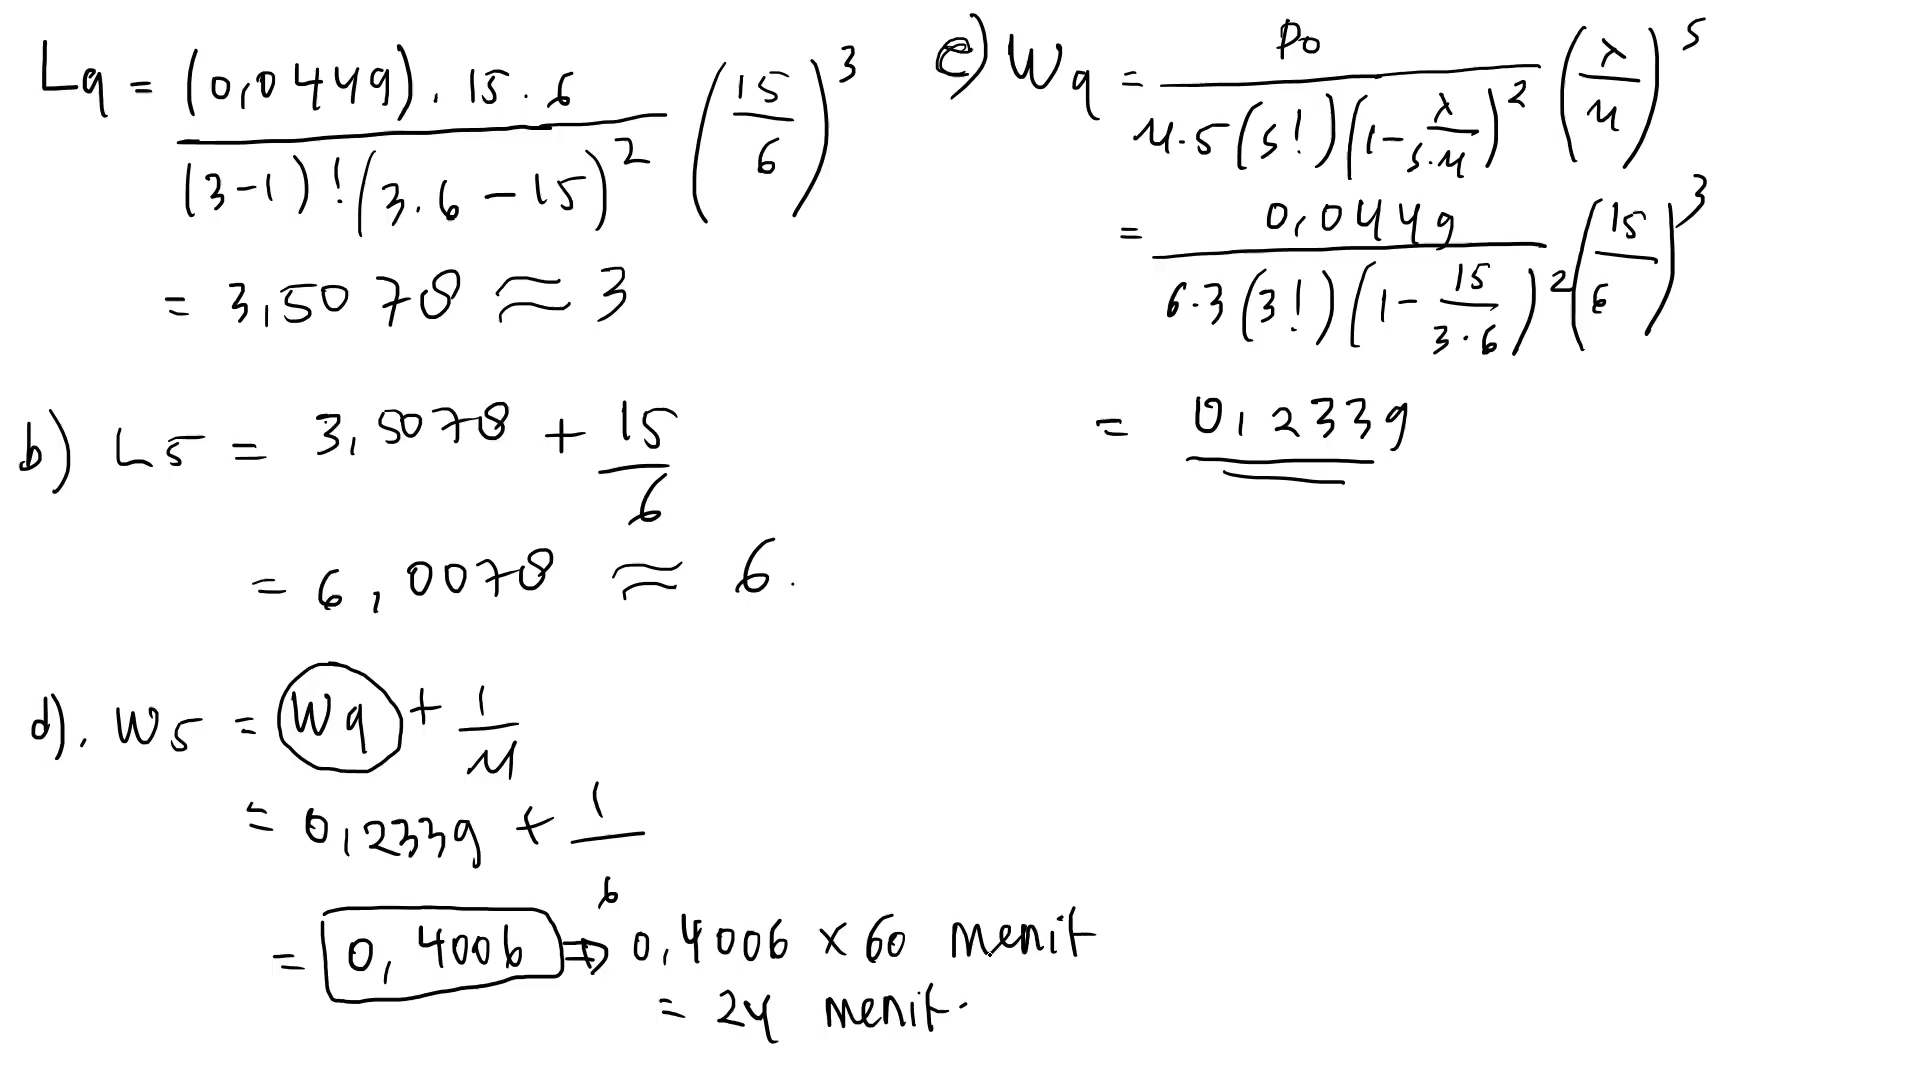 Lq = (0,0449) . 15 . 6 / (3-1)! (3.6 - 15)² (15/6)³
= 3,5078 ≈ 3
b) Ls = 3,5078 + 15/6
= 6,0078 ≈ 6.
d). Ws = Wq + 1/μ
= 0,2339 + 1/6
= 0,4006 ⇒ 0,4006 x 60 menit
= 24 menit.
c) Wq = Po / μ.s (s!) (1 - λ/s.μ)² (λ/μ)ˢ
= 0,0449 / 6.3 (3!) (1 - 15/3.6)² (15/6)³
= 0,2339